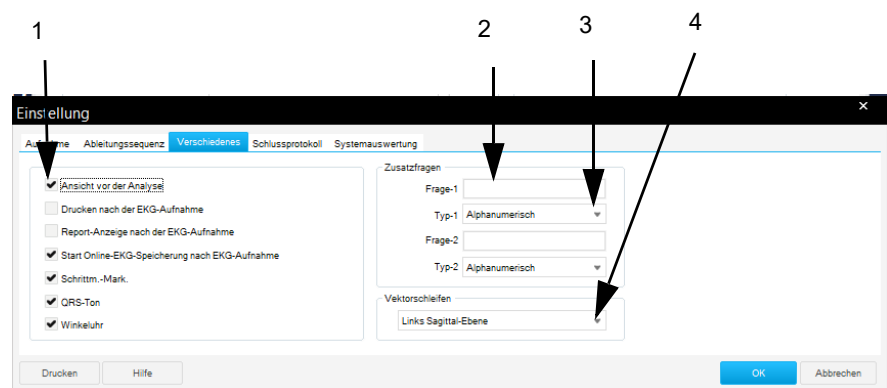 1 2 3 4
Einstellung ×
Aufnahme Ableitungssequenz Verschiedenes Schlussprotokoll Systemauswertung
Ansicht vor der Analyse
Drucken nach der EKG-Aufnahme
Report-Anzeige nach der EKG-Aufnahme
Start Online-EKG-Speicherung nach EKG-Aufnahme
Schrittm.-Mark.
QRS-Ton
Winkeluhr
Zusatzfragen
Frage-1
Typ-1 Alphanumerisch
Frage-2
Typ-2 Alphanumerisch
Vektorschleifen
Links Sagittal-Ebene
Drucken Hilfe OK Abbrechen